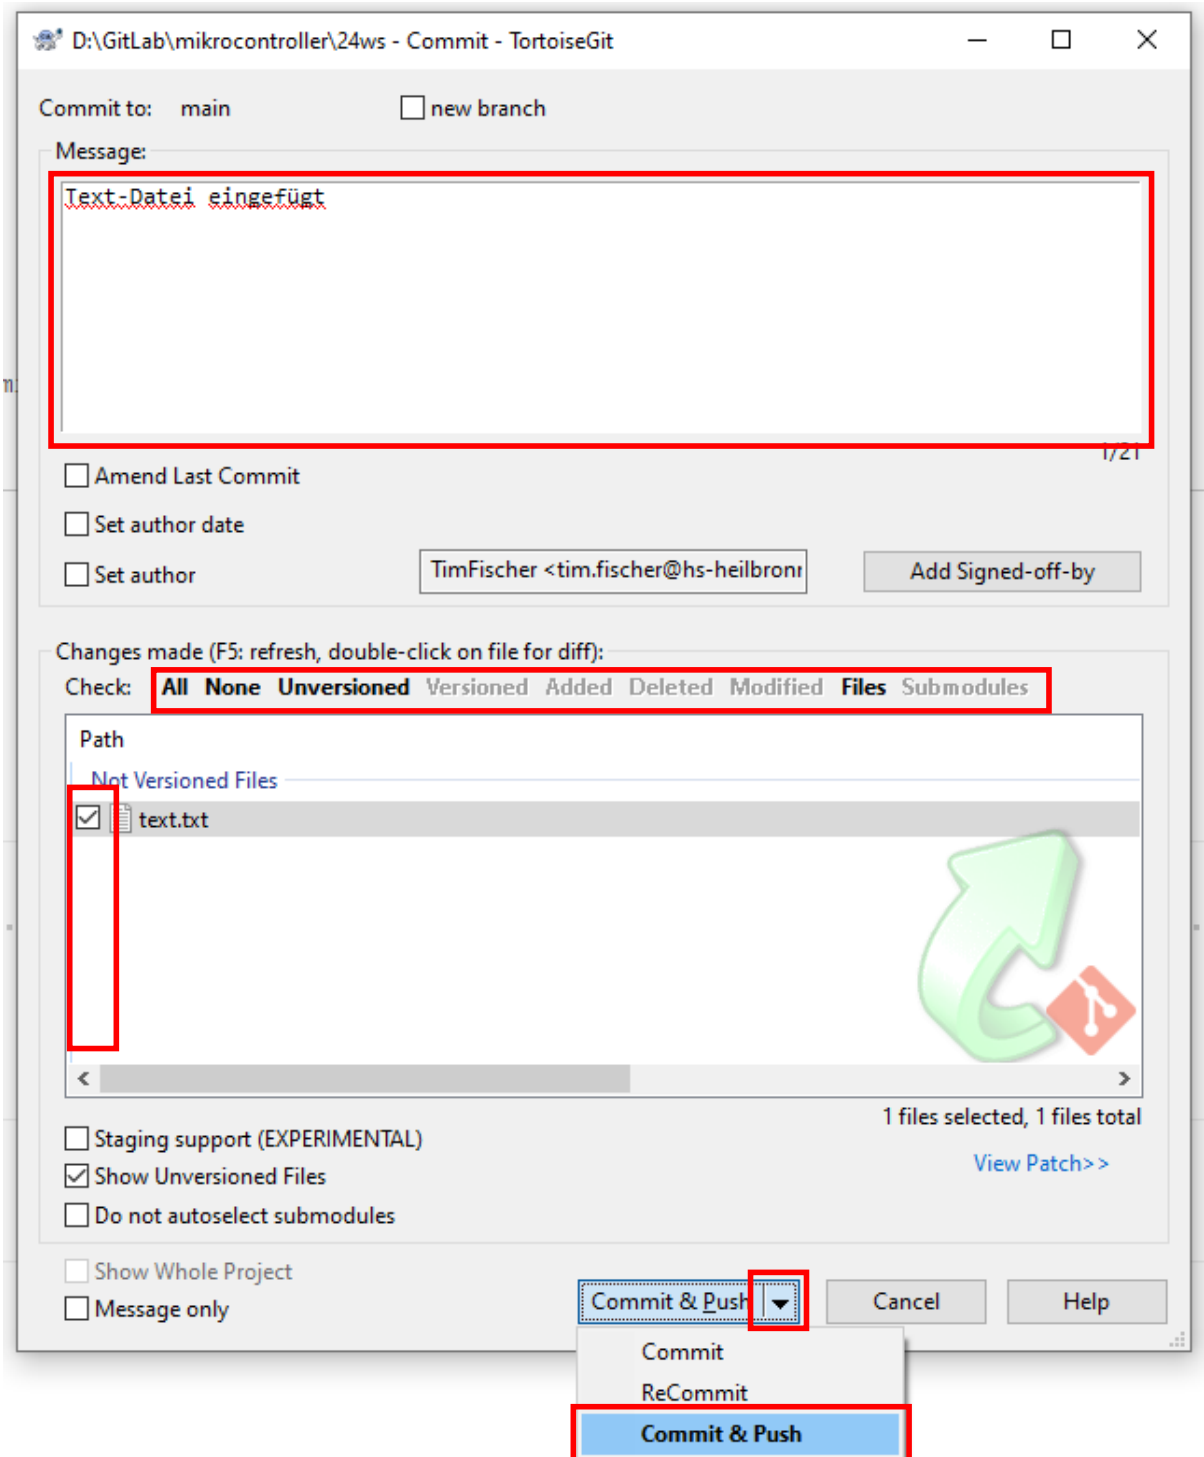 D:\GitLab\mikrocontroller\24ws - Commit - TortoiseGit
Commit to: main new branch
Message:
Text-Datei eingefügt
1/21
Amend Last Commit
Set author date
Set author TimFischer <tim.fischer@hs-heilbronn Add Signed-off-by
Changes made (F5: refresh, double-click on file for diff):
Check: All None Unversioned Versioned Added Deleted Modified Files Submodules
Path
Not Versioned Files
text.txt
1 files selected, 1 files total
Staging support (EXPERIMENTAL)
View Patch>>
Show Unversioned Files
Do not autoselect submodules
Show Whole Project
Message only
Commit & Push Cancel Help
Commit
ReCommit
Commit & Push